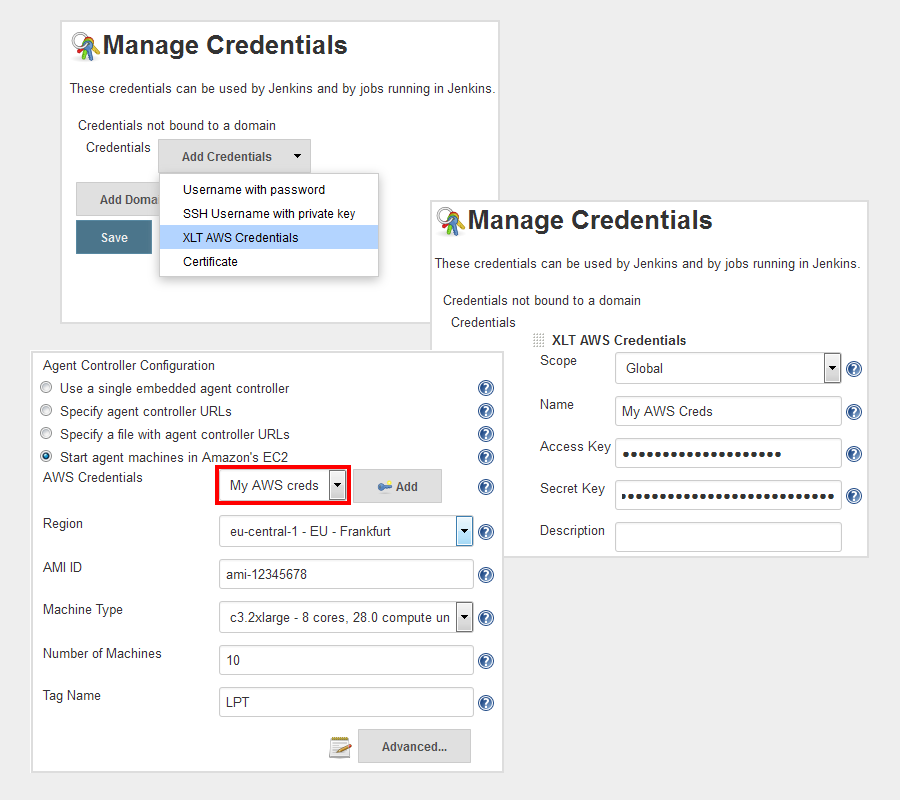 Manage Credentials
These credentials can be used by Jenkins and by jobs running in Jenkins.
Credentials not bound to a domain
Credentials
Add Credentials
Username with password
SSH Username with private key
XLT AWS Credentials
Certificate
Add Doma
Save
Manage Credentials
These credentials can be used by Jenkins and by jobs running in Jenkins.
Credentials not bound to a domain
Credentials
XLT AWS Credentials
Scope Global
Name My AWS Creds
Access Key ••••••••••••••••••••
Secret Key
Description
Agent Controller Configuration
Use a single embedded agent controller
Specify agent controller URLs
Specify a file with agent controller URLs
Start agent machines in Amazon's EC2
AWS Credentials My AWS creds Add
Region eu-central-1 - EU - Frankfurt
AMI ID ami-12345678
Machine Type c3.2xlarge - 8 cores, 28.0 compute un
Number of Machines 10
Tag Name LPT
Advanced...